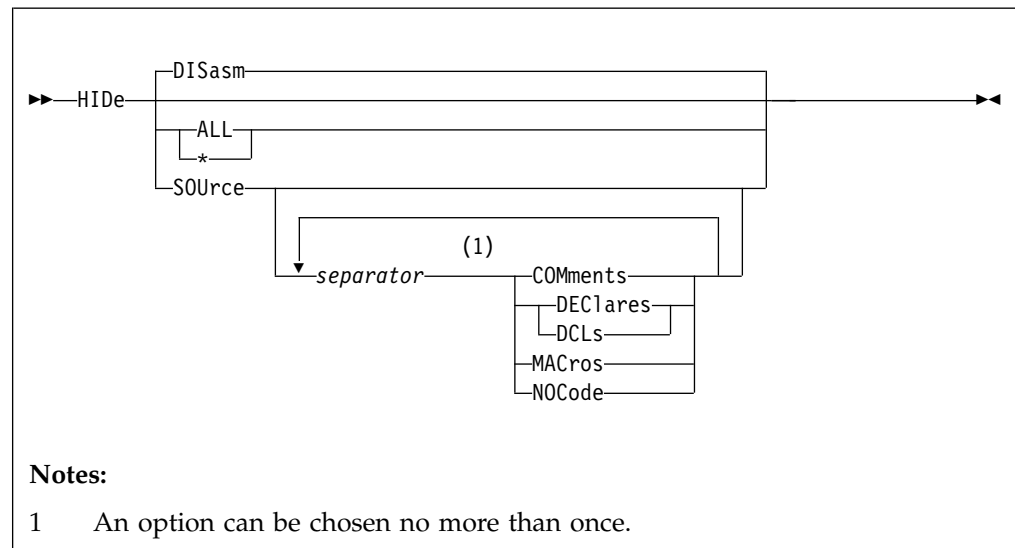 DISasm
HIDe
ALL
*
SOUrce
(1)
separator COMments
DEClares
DCLs
MACros
NOCode
Notes:
1 An option can be chosen no more than once.